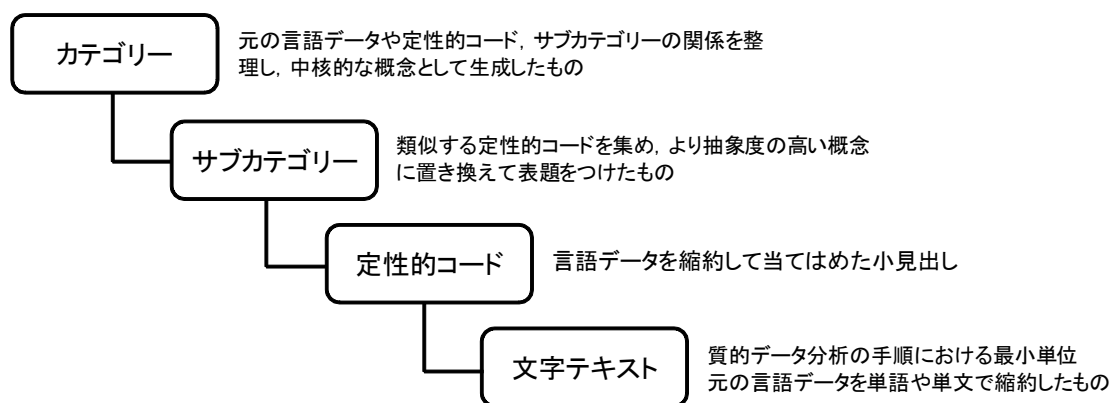 カテゴリー
元の言語データや定性的コード，サブカテゴリーの関係を整
理し，中核的な概念として生成したもの
サブカテゴリー
類似する定性的コードを集め，より抽象度の高い概念
に置き換えて表題をつけたもの
定性的コード
言語データを縮約して当てはめた小見出し
文字テキスト
質的データ分析の手順における最小単位
元の言語データを単語や単文で縮約したもの